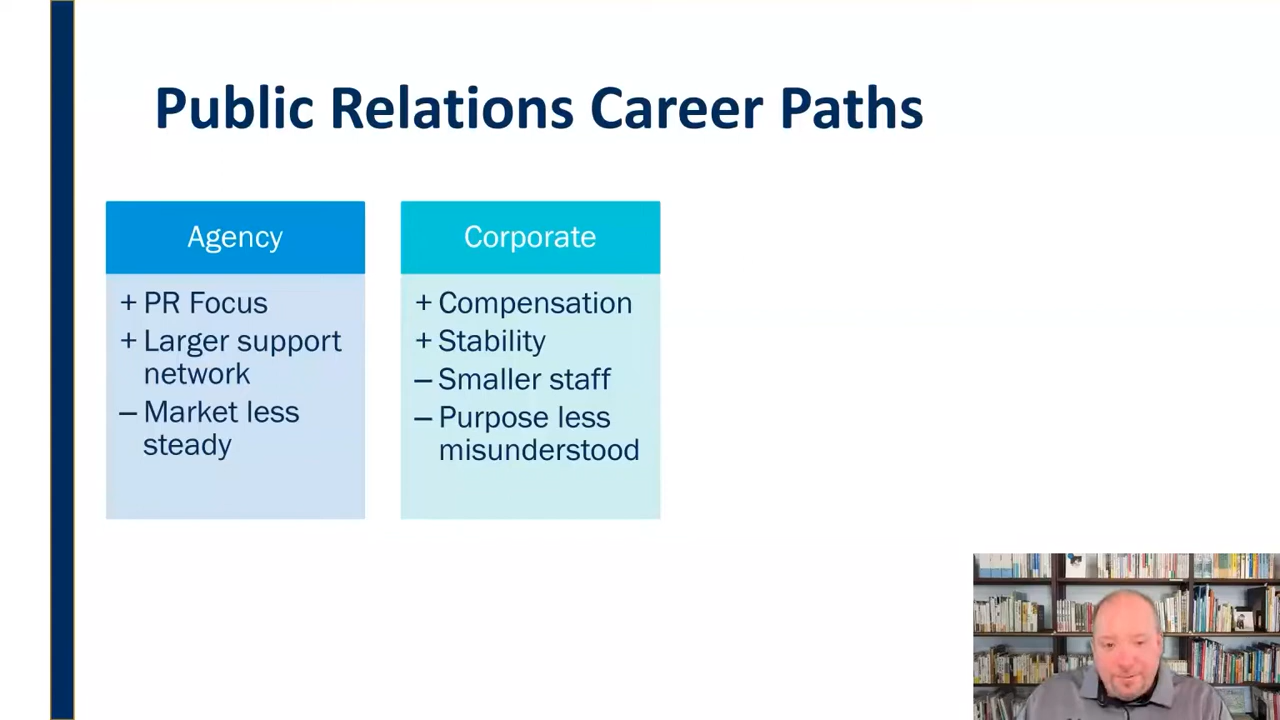 Public Relations Career Paths
Agency
+ PR Focus
+ Larger support
network
– Market less
steady
Corporate
+ Compensation
+ Stability
– Smaller staff
– Purpose less
misunderstood